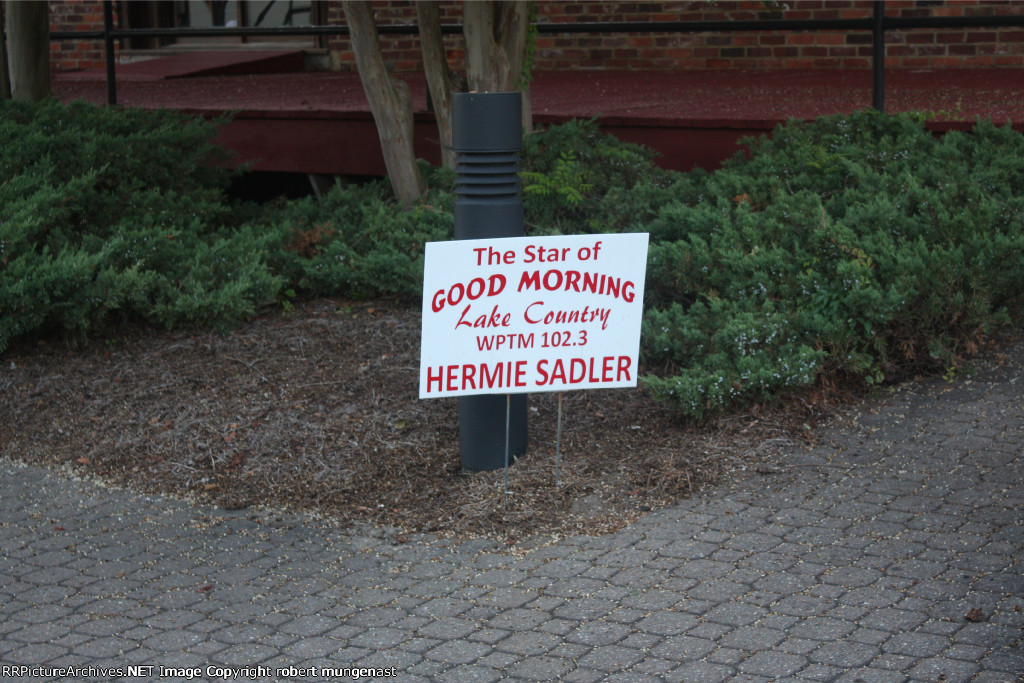 The Star of
GOOD MORNING
Lake Country
WPTM 102.3
HERMIE SADLER
RRPictureArchives.NET Image Copyright robert mungenast